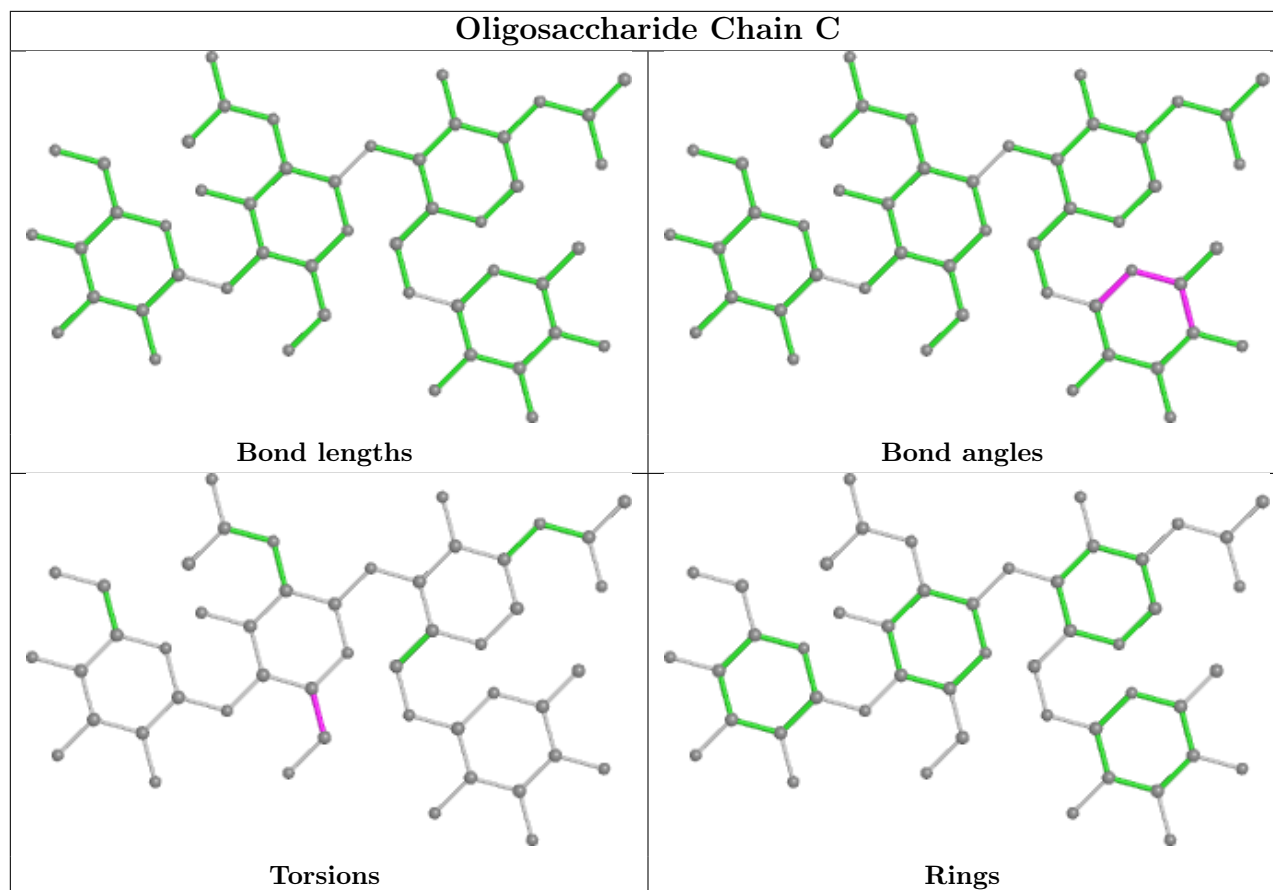 Oligosaccharide Chain C
Bond lengths
Bond angles
Torsions
Rings